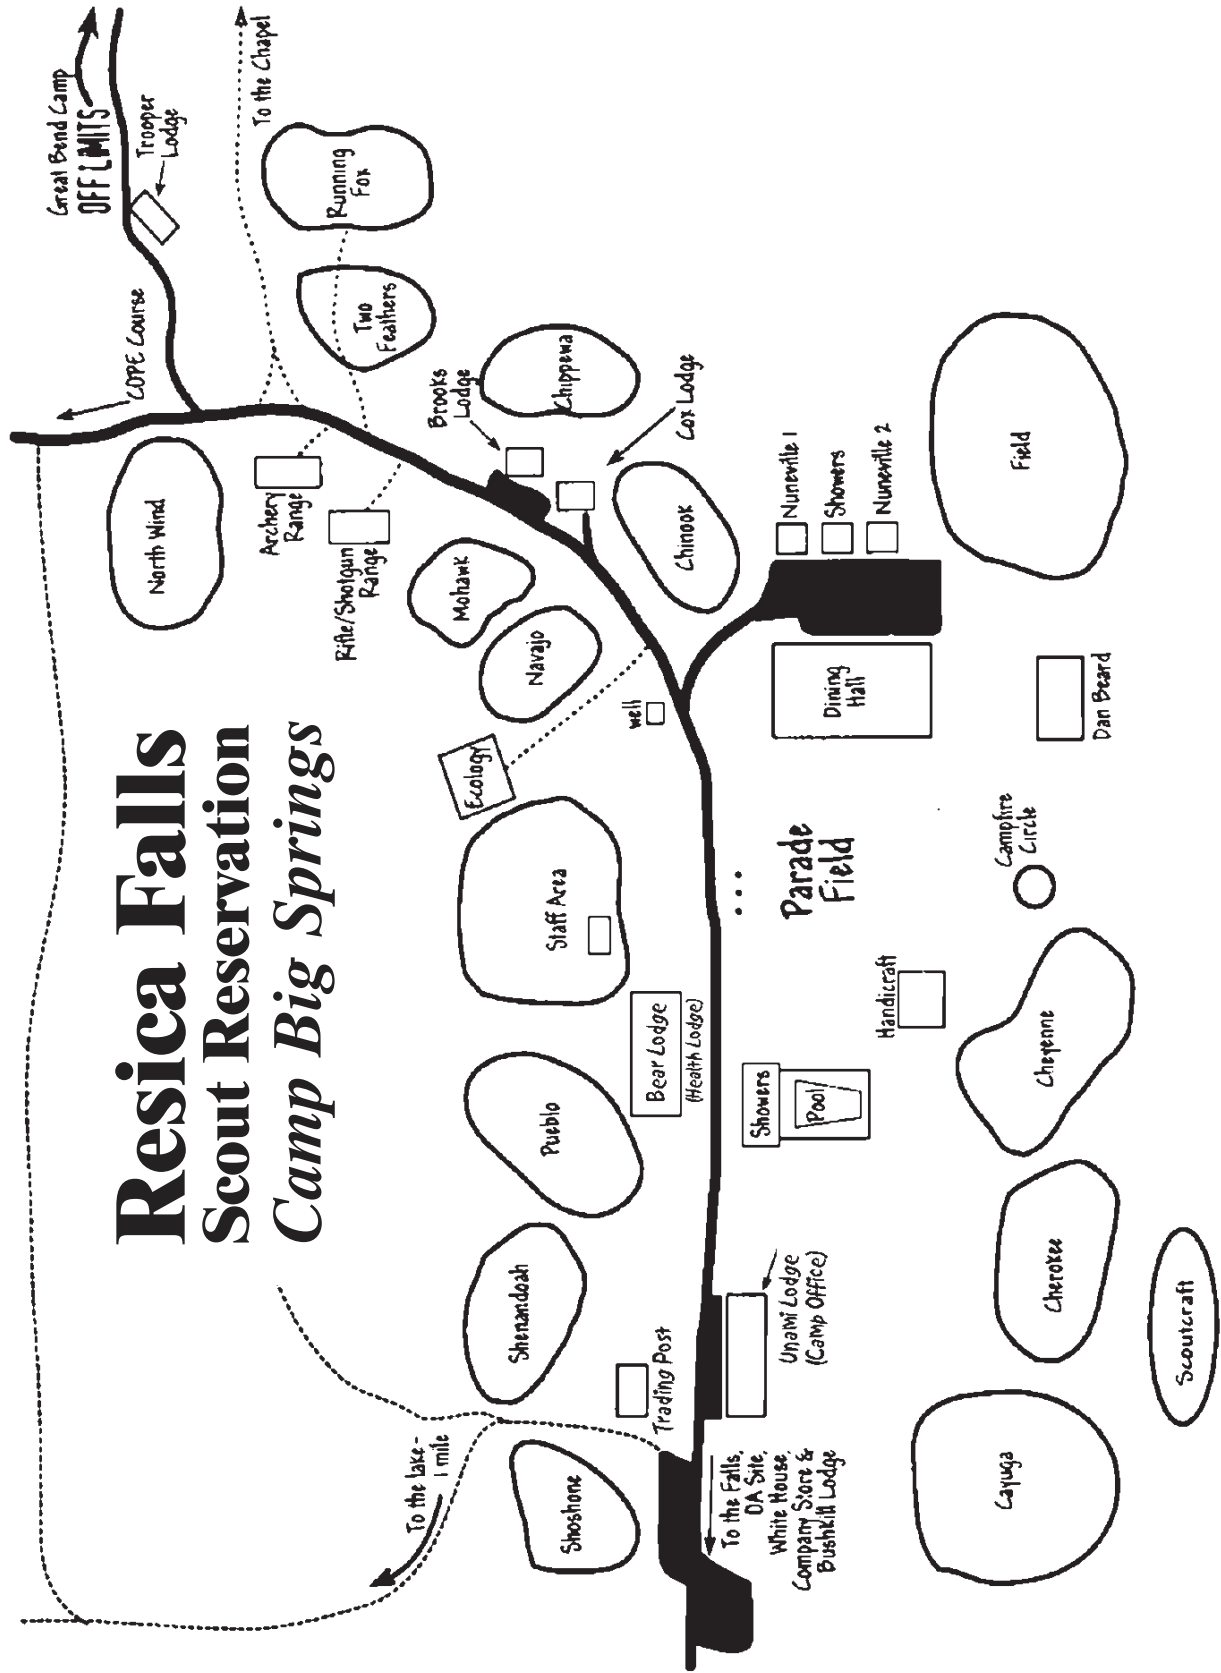 Resica Falls
Scout Reservation
Camp Big Springs
Great Bend Camp
OFF LIMITS
Trooper
Lodge
To the Chapel
COPE Course
Running
Fox
Two
Feathers
North Wind
Archery
Range
Rifle/Shotgun
Range
Brooks
Lodge
Chippewa
Cox Lodge
Mohawk
Navajo
Chinook
Nuneville 1
Showers
Nuneville 2
Field
well
Ecology
Dining
Hall
Dan Beard
Staff Area
Parade
Field
Campfire
Circle
Bear Lodge
(Health Lodge)
Handicraft
Pueblo
Showers
Pool
Cheyenne
Shenandoah
Trading Post
Unami Lodge
(Camp Office)
Cherokee
Scoutcraft
To the lake-
1 mile
Shoshone
To the Falls,
OA Site,
White House,
Company Store &
Bushkill Lodge
Cayuga